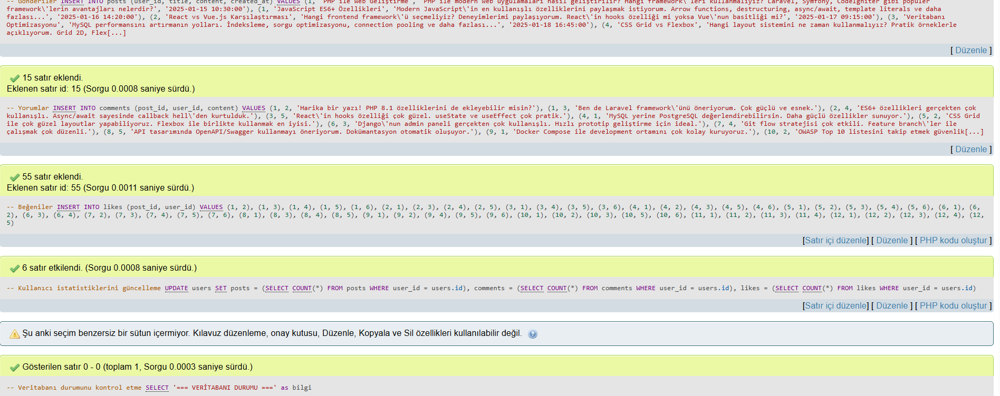 -- Gönderiler INSERT INTO posts (user_id, title, content, created_at) VALUES (1, 'PHP ile Web Geliştirme', 'PHP ile modern web uygulamaları nasıl geliştirilir? Hangi framework\'leri kullanmalıyız? Laravel, Symfony, CodeIgniter gibi popüler
framework\'lerin avantajları nelerdir?', '2025-01-15 10:30:00'), (1, 'JavaScript ES6+ Özellikleri', 'Modern JavaScript\'in en kullanışlı özelliklerini paylaşmak istiyorum. Arrow functions, destructuring, async/await, template literals ve daha
fazlası...', '2025-01-16 14:20:00'), (2, 'React vs Vue.js Karşılaştırması', 'Hangi frontend framework\'ü seçmeliyiz? Deneyimlerimi paylaşıyorum. React\'in hooks özelliği mi yoksa Vue\'nun basitliği mi?', '2025-01-17 09:15:00'), (3, 'Veritabanı
Optimizasyonu', 'MySQL performansını artırmanın yolları. İndeksleme, sorgu optimizasyonu, connection pooling ve daha fazlası...', '2025-01-18 16:45:00'), (4, 'CSS Grid vs Flexbox', 'Hangi layout sistemini ne zaman kullanmalıyız? Pratik örneklerle
açıklıyorum. Grid 2D, Flex[...]
[ Düzenle ]
15 satır eklendi.
Eklenen satır id: 15 (Sorgu 0.0008 saniye sürdü.)
-- Yorumlar INSERT INTO comments (post_id, user_id, content) VALUES (1, 2, 'Harika bir yazı! PHP 8.1 özelliklerini de ekleyebilir misin?'), (1, 3, 'Ben de Laravel framework\'ünü öneriyorum. Çok güçlü ve esnek.'), (2, 4, 'ES6+ özellikleri gerçekten çok
kullanışlı. Async/await sayesinde callback hell\'den kurtulduk.'), (3, 5, 'React\'in hooks özelliği çok güzel. useState ve useEffect çok pratik.'), (4, 1, 'MySQL yerine PostgreSQL değerlendirebilirsin. Daha güçlü özellikler sunuyor.'), (5, 2, 'CSS Grid
ile çok güzel layoutlar yapabiliyoruz. Flexbox ile birlikte kullanmak en iyisi.'), (6, 3, 'Django\'nun admin paneli gerçekten çok kullanışlı. Hızlı prototip geliştirme için ideal.'), (7, 4, 'Git flow stratejisi çok etkili. Feature branch\'ler ile
çalışmak çok düzenli.'), (8, 5, 'API tasarımında OpenAPI/Swagger kullanmayı öneriyorum. Dokümantasyon otomatik oluşuyor.'), (9, 1, 'Docker Compose ile development ortamını çok kolay kuruyoruz.'), (10, 2, 'OWASP Top 10 listesini takip etmek güvenlik[...]
[ Düzenle ]
55 satır eklendi.
Eklenen satır id: 55 (Sorgu 0.0011 saniye sürdü.)
-- Beğeniler INSERT INTO likes (post_id, user_id) VALUES (1, 2), (1, 3), (1, 4), (1, 5), (1, 6), (2, 1), (2, 3), (2, 4), (2, 5), (3, 1), (3, 4), (3, 5), (3, 6), (4, 1), (4, 2), (4, 3), (4, 5), (4, 6), (5, 1), (5, 2), (5, 3), (5, 4), (5, 6), (6, 1), (6,
2), (6, 3), (6, 4), (7, 2), (7, 3), (7, 4), (7, 5), (7, 6), (8, 1), (8, 3), (8, 4), (8, 5), (9, 1), (9, 2), (9, 4), (9, 5), (9, 6), (10, 1), (10, 2), (10, 3), (10, 5), (10, 6), (11, 1), (11, 2), (11, 3), (11, 4), (12, 1), (12, 2), (12, 3), (12, 4), (12,
5)
[Satır içi düzenle] [ Düzenle ] [ PHP kodu oluştur ]
6 satır etkilendi. (Sorgu 0.0008 saniye sürdü.)
-- Kullanıcı istatistiklerini güncelleme UPDATE users SET posts = (SELECT COUNT(*) FROM posts WHERE user_id = users.id), comments = (SELECT COUNT(*) FROM comments WHERE user_id = users.id), likes = (SELECT COUNT(*) FROM likes WHERE user_id = users.id)
[Satır içi düzenle] [ Düzenle ] [ PHP kodu oluştur ]
Şu anki seçim benzersiz bir sütun içermiyor. Kılavuz düzenleme, onay kutusu, Düzenle, Kopyala ve Sil özellikleri kullanılabilir değil.
Gösterilen satır 0 - 0 (toplam 1, Sorgu 0.0003 saniye sürdü.)
-- Veritabanı durumunu kontrol etme SELECT '=== VERİTABANI DURUMU ===' as bilgi